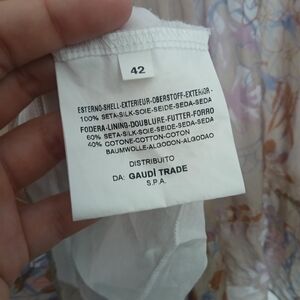 42
ESTERNO-SHELL-EXTERIEUR-OBERSTOFF-EXTERIOR-
100% SETA-SILK-SOIE-SEIDE-SEDA-SEDA
FODERA-LINING-DOUBLURE-FUTTER-FORRO
60% SETA-SILK-SOIE-SEIDE-SEDA-SEDA
40% COTONE-COTTON-COTON
BAUMWOLLE-ALGODON-ALGODAO
DISTRIBUITO
DA: GAUDÌ TRADE
S.P.A.